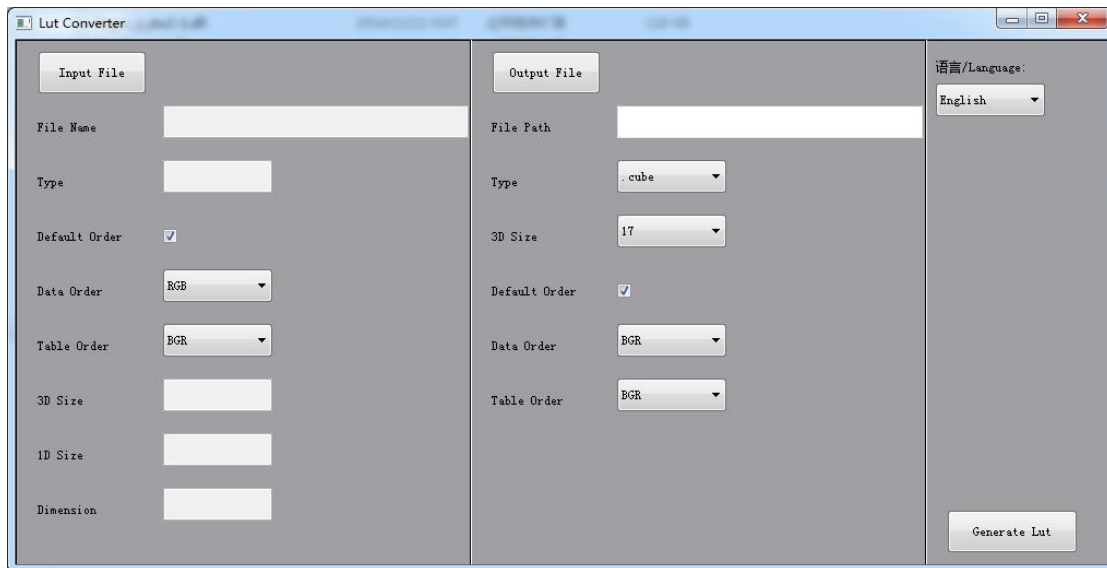 Lut Converter
Input File
File Name
Type
Default Order
Data Order RGB
Table Order BGR
3D Size
1D Size
Dimension
Output File
File Path
Type .cube
3D Size 17
Default Order
Data Order BGR
Table Order BGR
语言/Language:
English
Generate Lut